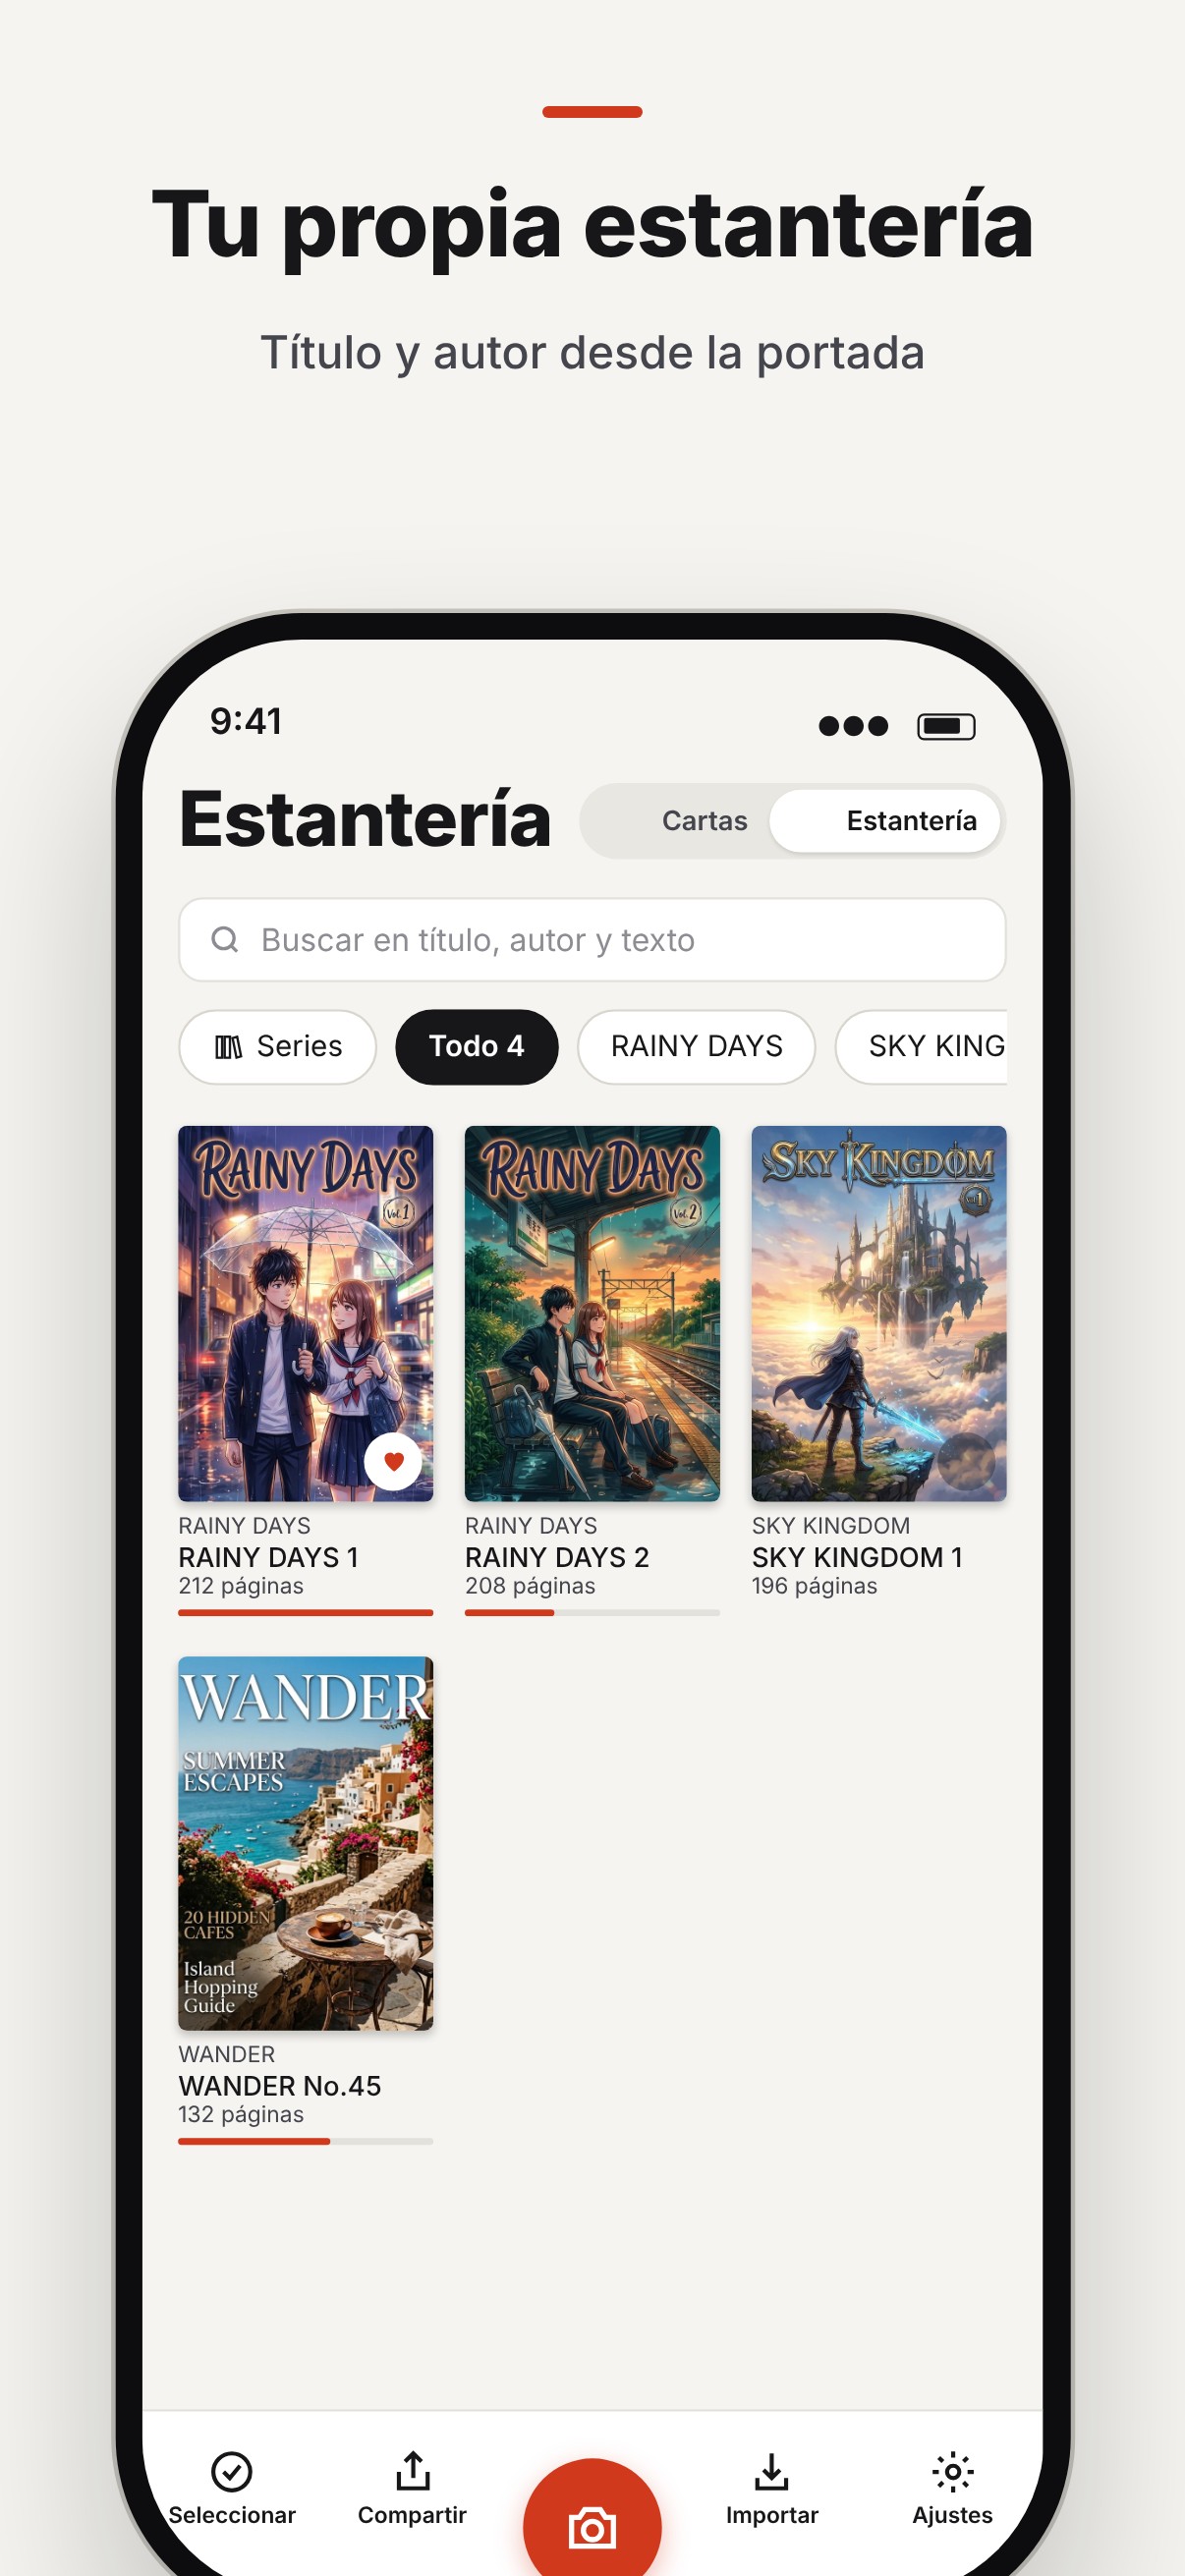 Tu propia estantería
Título y autor desde la portada
9:41
Estantería
Cartas
Estantería
Buscar en título, autor y texto
Series
Todo 4
RAINY DAYS
SKY KING
RAINY DAYS
Vol.1
RAINY DAYS
Vol.2
SKY KINGDOM
RAINY DAYS
RAINY DAYS 1
212 páginas
RAINY DAYS
RAINY DAYS 2
208 páginas
SKY KINGDOM
SKY KINGDOM 1
196 páginas
WANDER
SUMMER
ESCAPES
20 HIDDEN
CAFES
Island
Hopping
Guide
WANDER
WANDER No.45
132 páginas
Seleccionar
Compartir
Importar
Ajustes